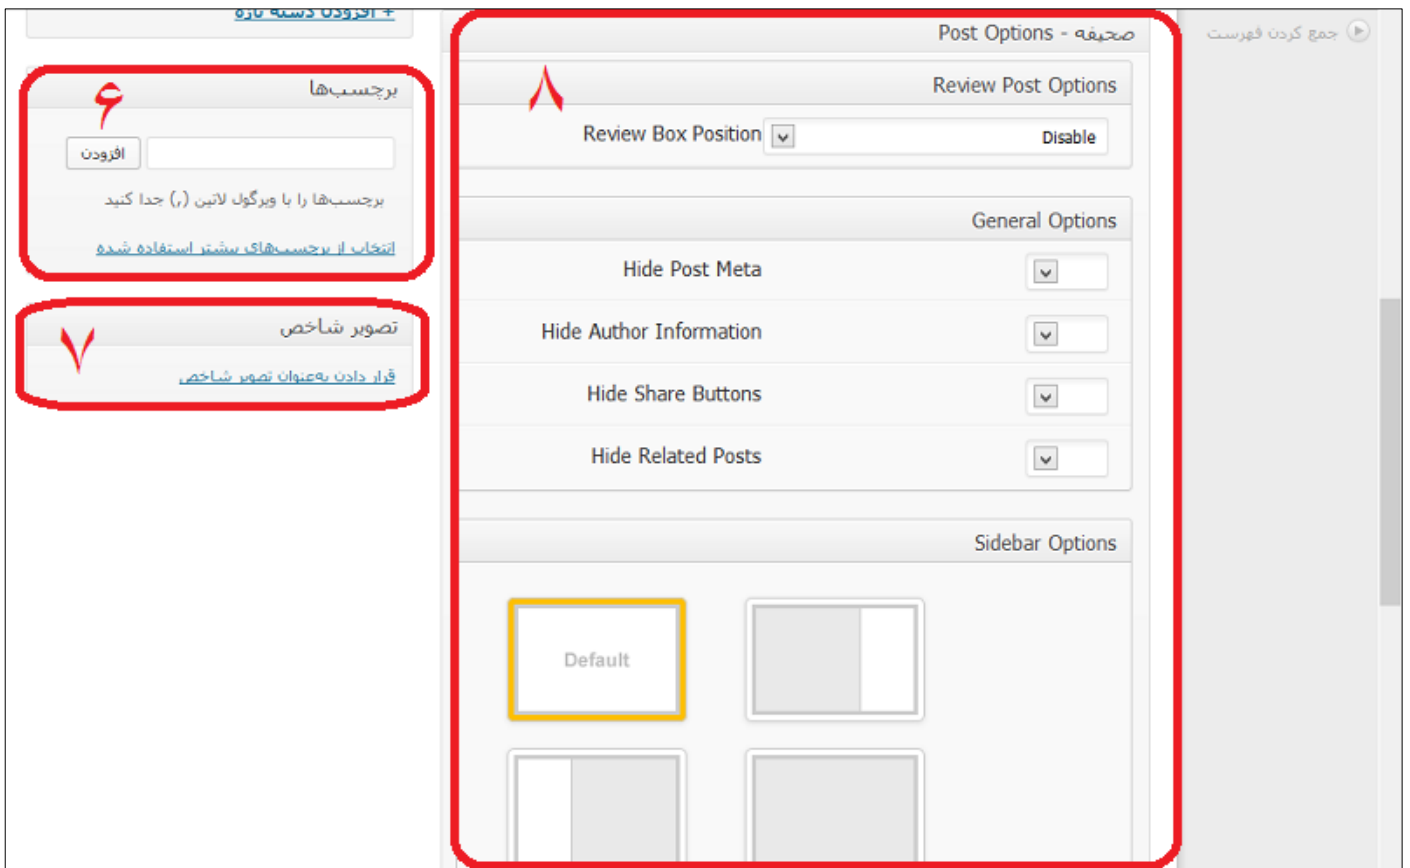 جمع کردن فهرست
صحیفه - Post Options
۸
Review Post Options
Review Box Position
Disable
General Options
Hide Post Meta
Hide Author Information
Hide Share Buttons
Hide Related Posts
Sidebar Options
Default
+ افزودن دسته تازه
۶
برچسب‌ها
افزودن
برچسب‌ها را با ویرگول لاتین (,) جدا کنید
انتخاب از برچسب‌های بیشتر استفاده شده
۷
تصویر شاخص
قرار دادن به‌عنوان تصویر شاخص